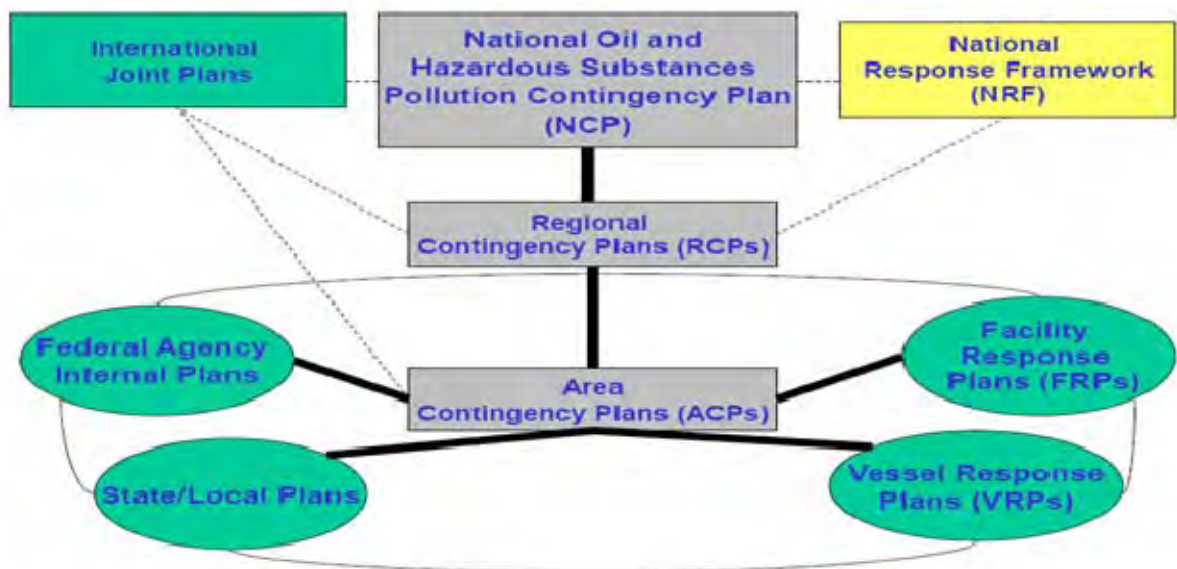 International
Joint Plans
National Oil and
Hazardous Substances
Pollution Contingency Plan
(NCP)
National
Response Framework
(NRF)
Regional
Contingency Plans (RCPs)
Federal Agency
Internal Plans
Area
Contingency Plans (ACPs)
Facility
Response
Plans (FRPs)
State/Local Plans
Vessel Response
Plans (VRPs)